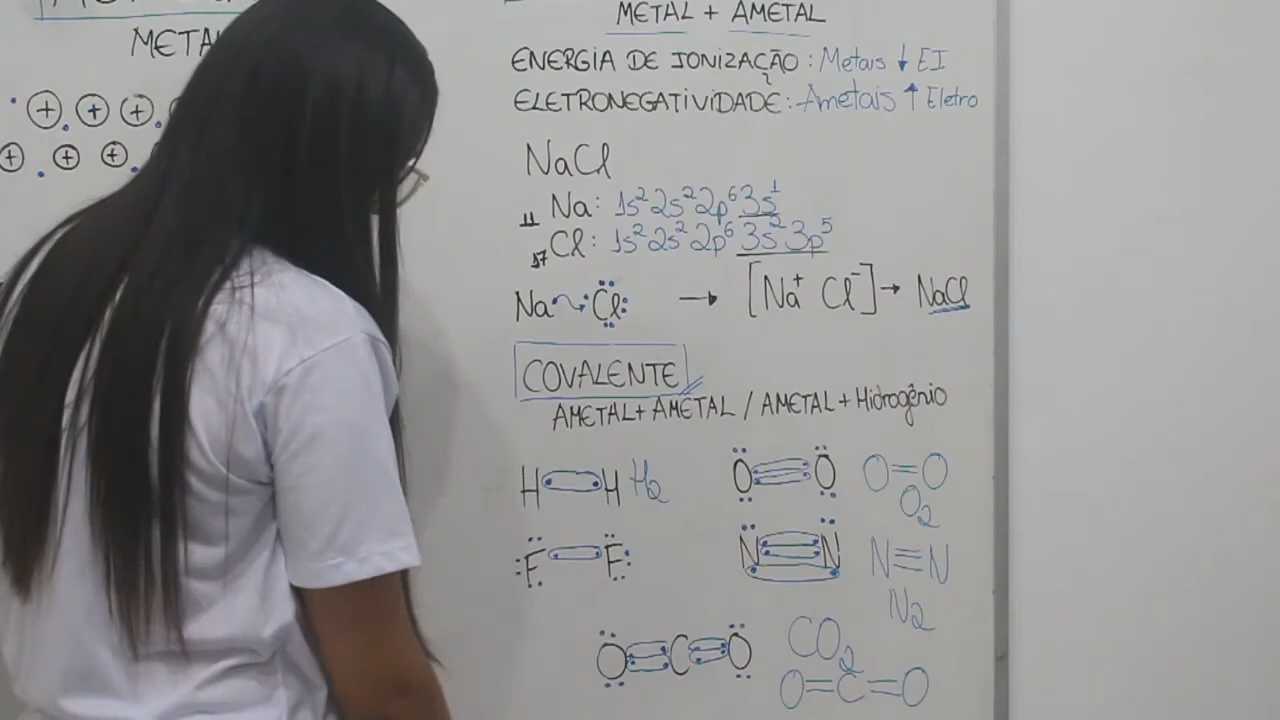 METAL + AMETAL
ENERGIA DE IONIZAÇÃO: Metais ↓ EI
ELETRONEGATIVIDADE: Ametais ↑ Eletro
NaCl
11 Na: 1s² 2s² 2p⁶ 3s¹
17 Cl: 1s² 2s² 2p⁶ 3s² 3p⁵
Na Cl → [Na⁺ Cl⁻] → NaCl
COVALENTE
AMETAL + AMETAL / AMETAL + Hidrogênio
H H H₂
O O O=O
O₂
F F
N N N≡N
N₂
O C O CO₂
O=C=O
+ + +
+ + +